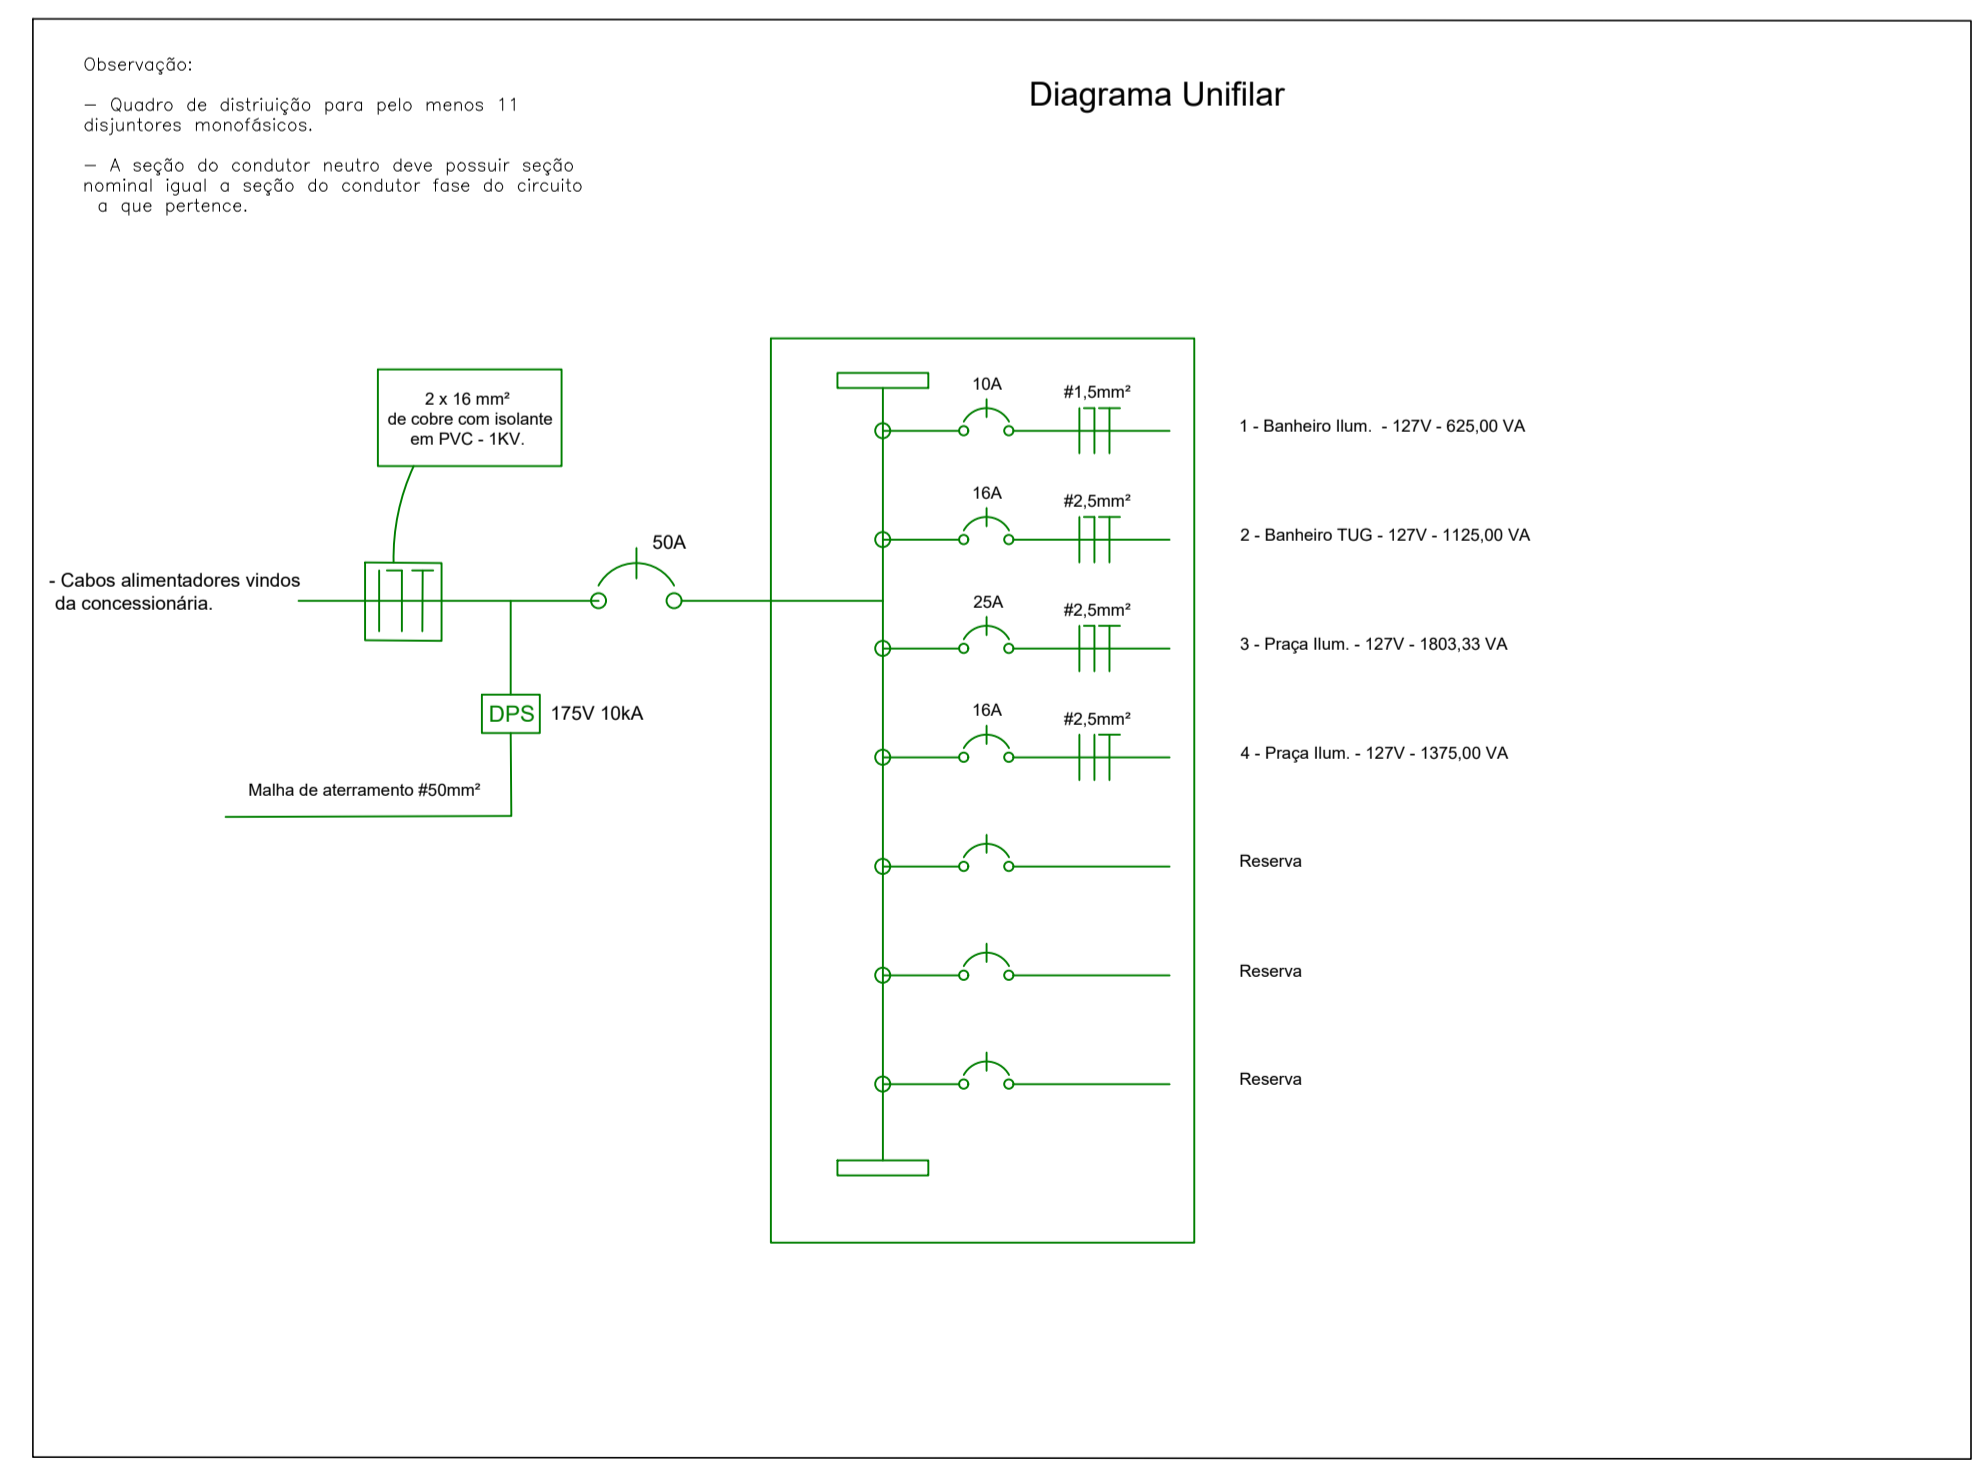 Observação:
– Quadro de distriuição para pelo menos 11
disjuntores monofásicos.
– A seção do condutor neutro deve possuir seção
nominal igual a seção do condutor fase do circuito
a que pertence.
Diagrama Unifilar
2 x 16 mm²
de cobre com isolante
em PVC - 1KV.
- Cabos alimentadores vindos
da concessionária.
50A
DPS 175V 10kA
Malha de aterramento #50mm²
10A #1,5mm² 1 - Banheiro Ilum. - 127V - 625,00 VA
16A #2,5mm² 2 - Banheiro TUG - 127V - 1125,00 VA
25A #2,5mm² 3 - Praça Ilum. - 127V - 1803,33 VA
16A #2,5mm² 4 - Praça Ilum. - 127V - 1375,00 VA
Reserva
Reserva
Reserva